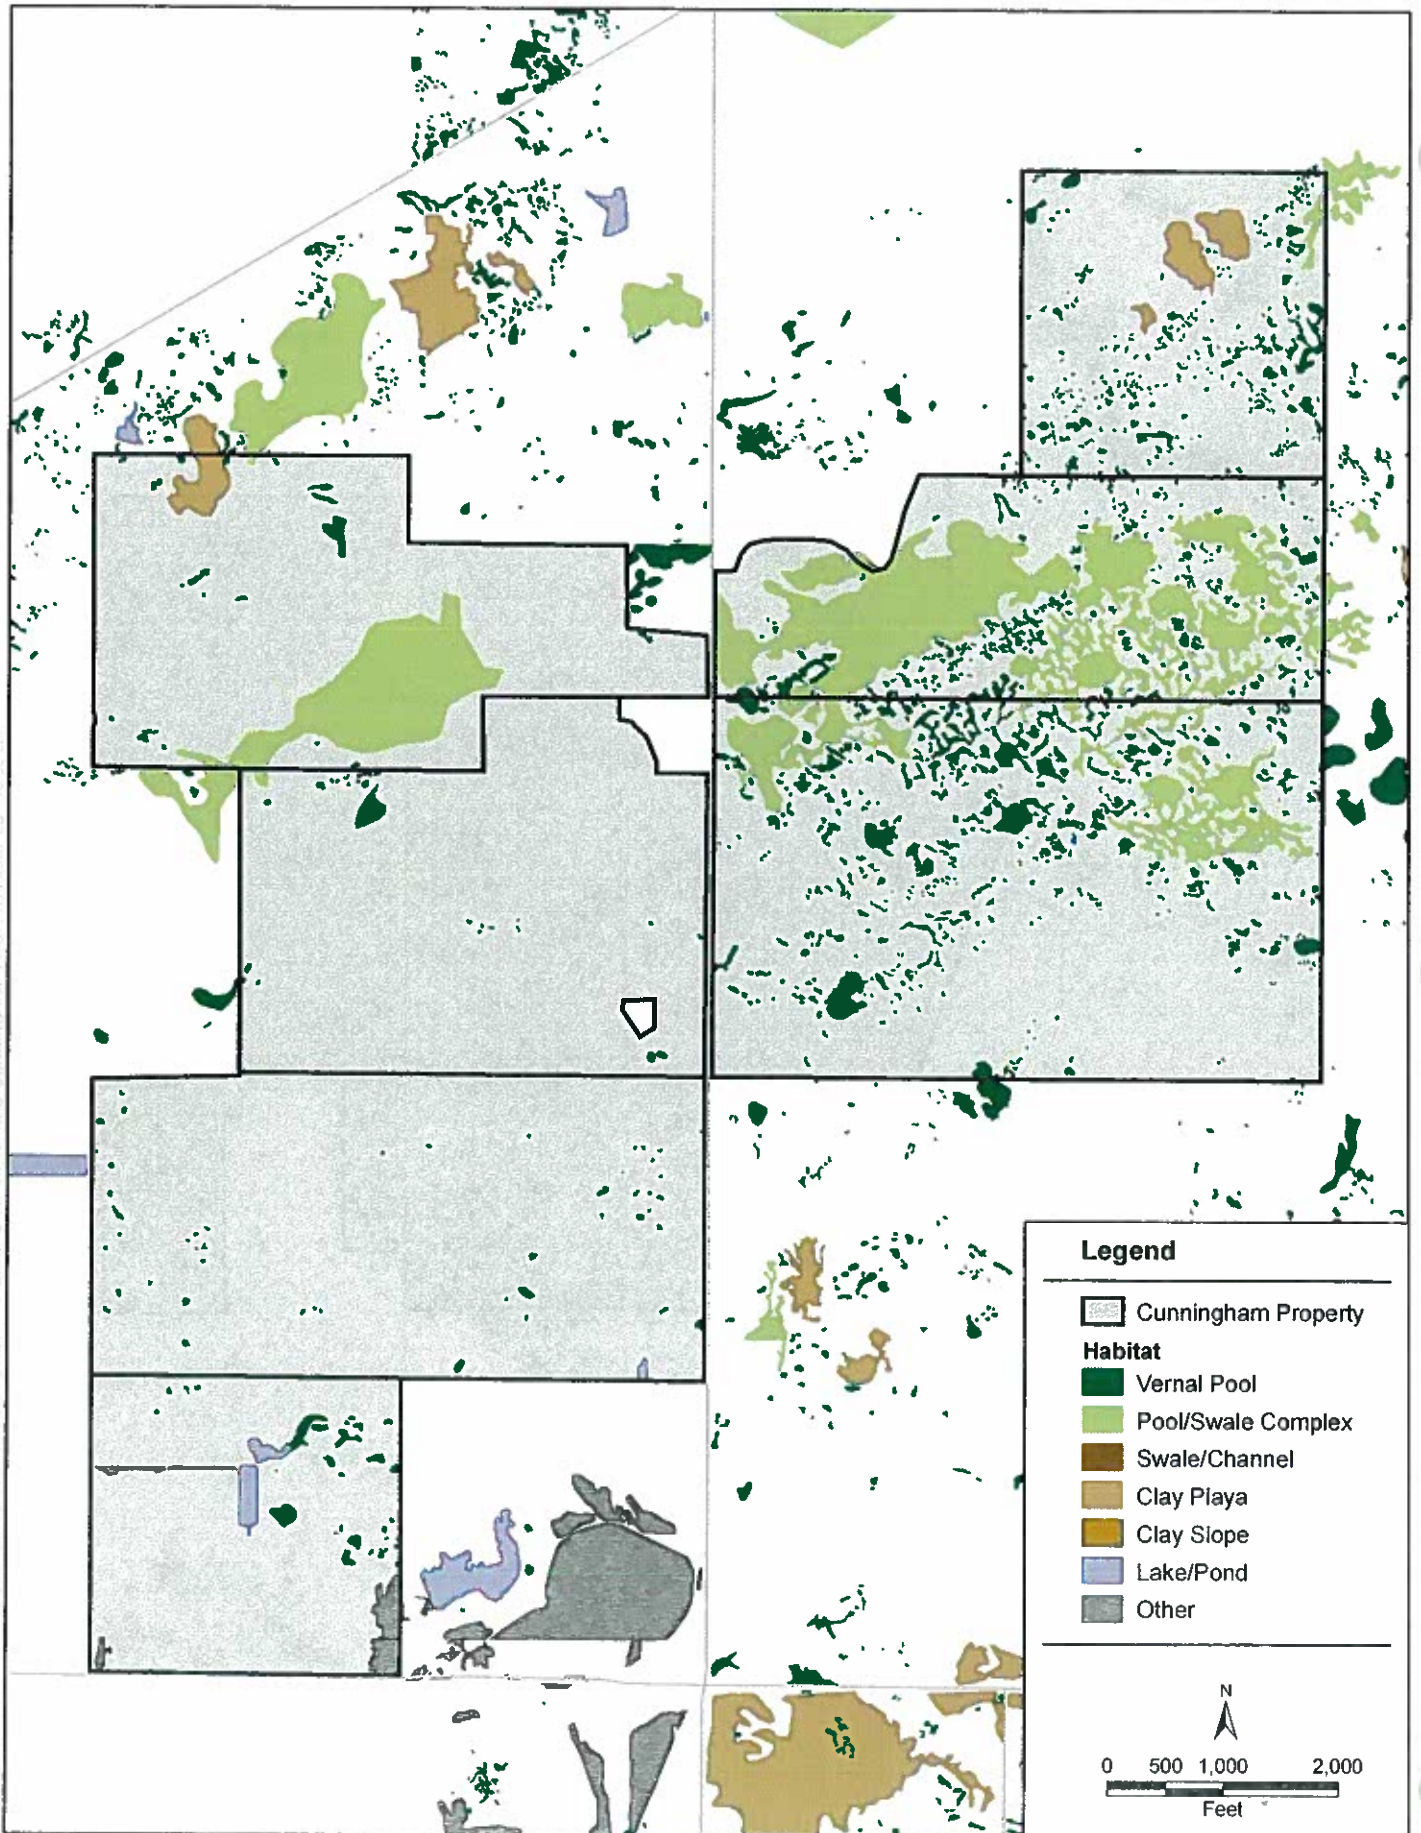 Legend
Cunningham Property
Habitat
Vernal Pool
Pool/Swale Complex
Swale/Channel
Clay Playa
Clay Slope
Lake/Pond
Other
N
0 500 1,000 2,000
Feet